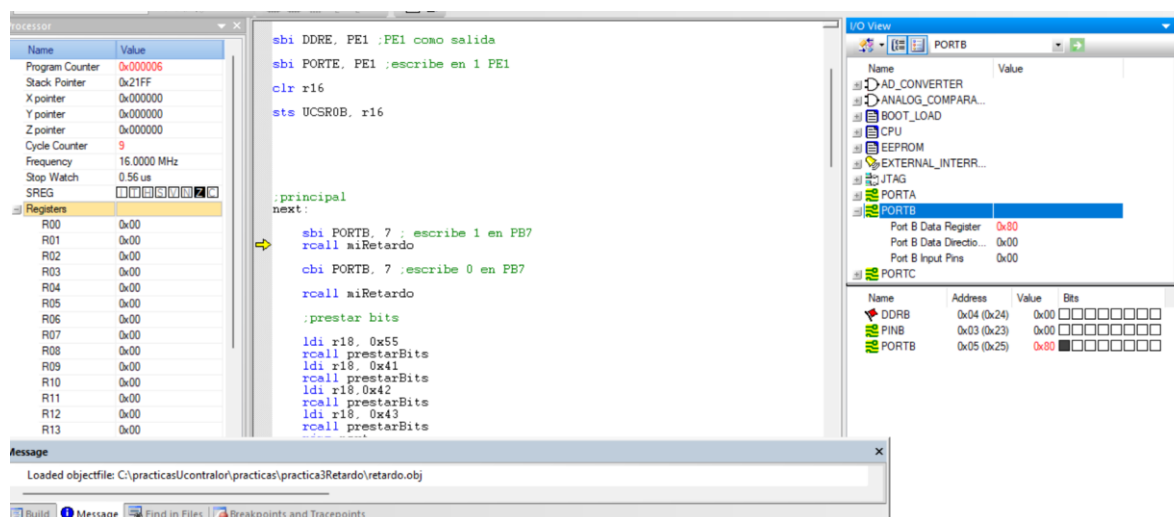 rocessor
Name Value
Program Counter 0x000006
Stack Pointer 0x21FF
X pointer 0x000000
Y pointer 0x000000
Z pointer 0x000000
Cycle Counter 9
Frequency 16.0000 MHz
Stop Watch 0.56 us
SREG I T H S V N Z C
Registers
R00 0x00
R01 0x00
R02 0x00
R03 0x00
R04 0x00
R05 0x00
R06 0x00
R07 0x00
R08 0x00
R09 0x00
R10 0x00
R11 0x00
R12 0x00
R13 0x00
sbi DDRE, PE1 ;PE1 como salida
sbi PORTE, PE1 ;escribe en 1 PE1
clr r16
sts UCSR0B, r16
;principal
next:
sbi PORTB, 7 ; escribe 1 en PB7
rcall miRetardo
cbi PORTB, 7 ;escribe 0 en PB7
rcall miRetardo
;prestar bits
ldi r18, 0x55
rcall prestarBits
ldi r18, 0x41
rcall prestarBits
ldi r18,0x42
rcall prestarBits
ldi r18, 0x43
rcall prestarBits
I/O View
PORTB
Name Value
AD_CONVERTER
ANALOG_COMPARA...
BOOT_LOAD
CPU
EEPROM
EXTERNAL_INTERR...
JTAG
PORTA
PORTB
Port B Data Register 0x80
Port B Data Directio... 0x00
Port B Input Pins 0x00
PORTC
Name Address Value Bits
DDRB 0x04 (0x24) 0x00
PINB 0x03 (0x23) 0x00
PORTB 0x05 (0x25) 0x80
Message
Loaded objectfile: C:\practicasUcontralor\practicas\practica3Retardo\retardo.obj
Build Message Find in Files Breakpoints and Tracepoints